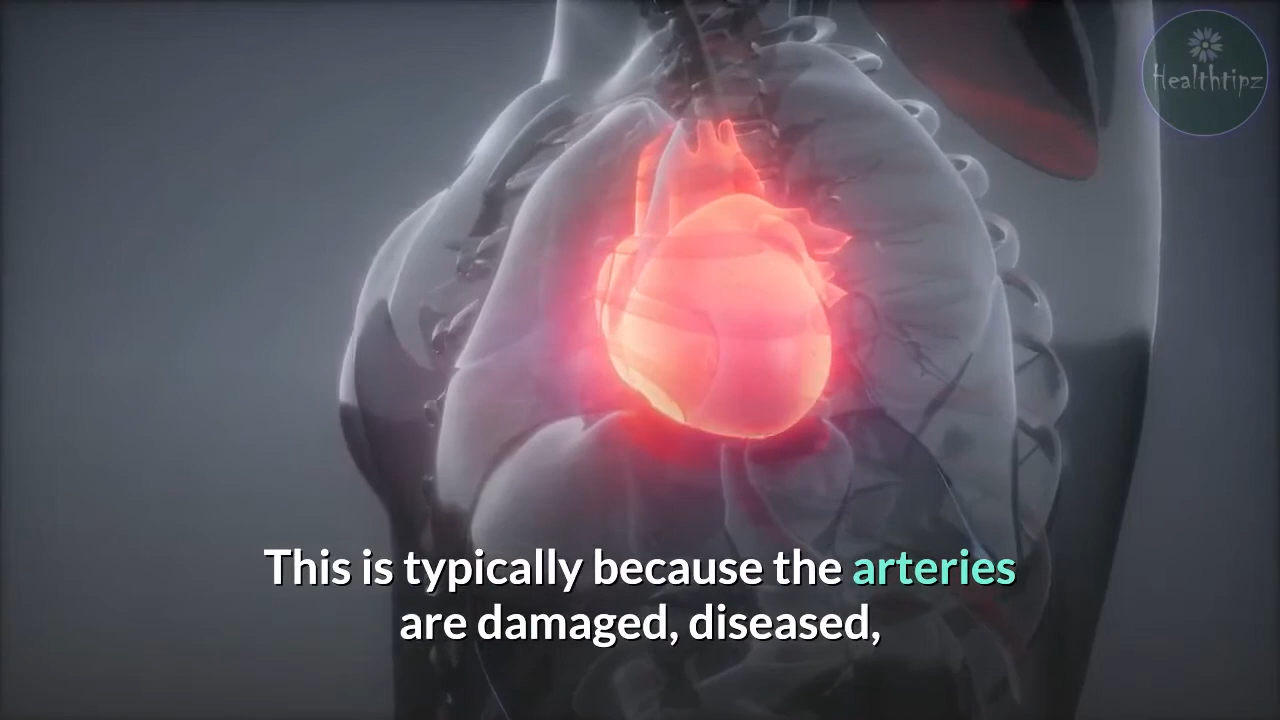 Healthtipz
This is typically because the arteries
are damaged, diseased,